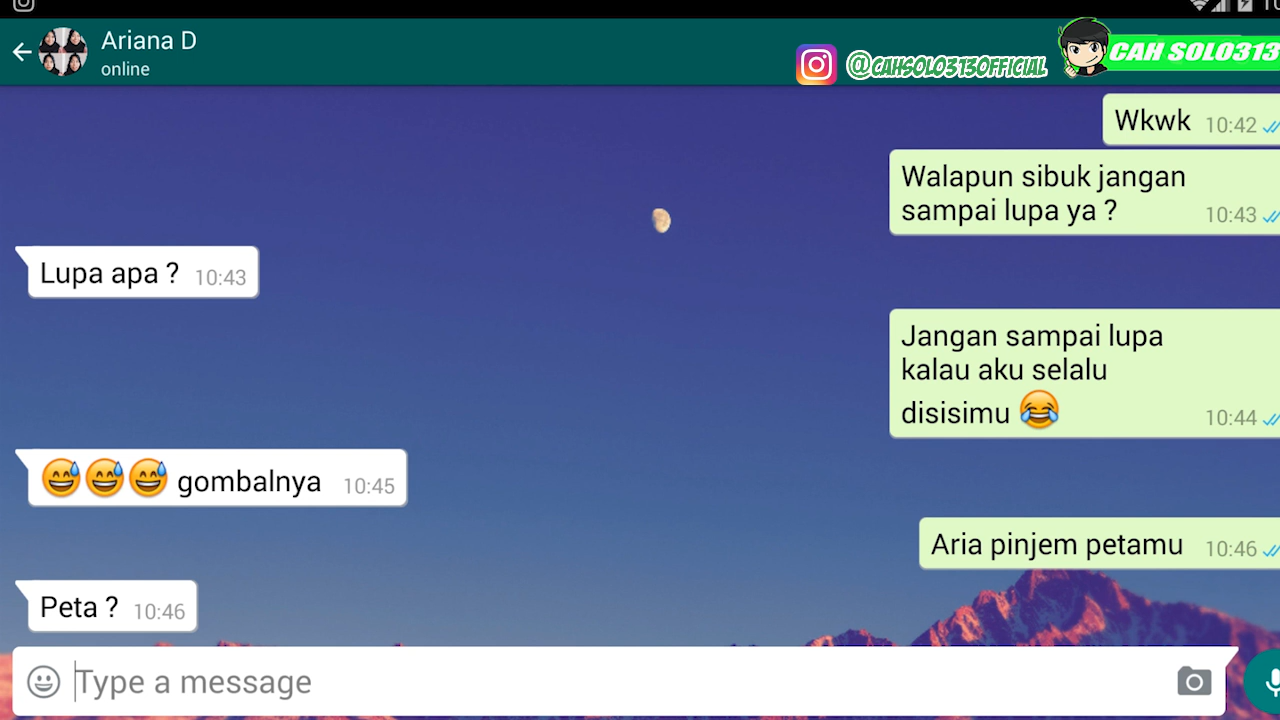 Ariana D
online
@CAHSOLO313OFFICIAL
CAH SOLO313
Wkwk 10:42
Walapun sibuk jangan
sampai lupa ya ? 10:43
Lupa apa ? 10:43
Jangan sampai lupa
kalau aku selalu
disisimu 😂 10:44
😅😅😅 gombalnya 10:45
Aria pinjem petamu 10:46
Peta ? 10:46
Type a message